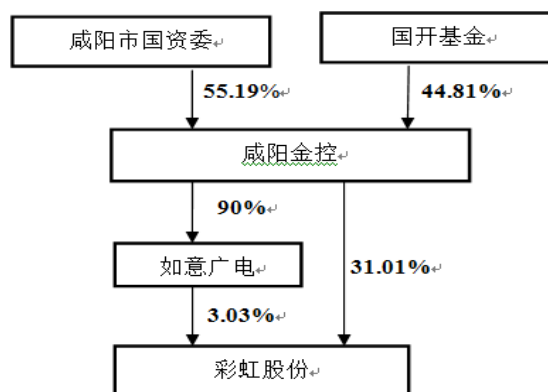 咸阳市国资委
国开基金
55.19%
44.81%
咸阳金控
90%
如意广电
31.01%
3.03%
彩虹股份